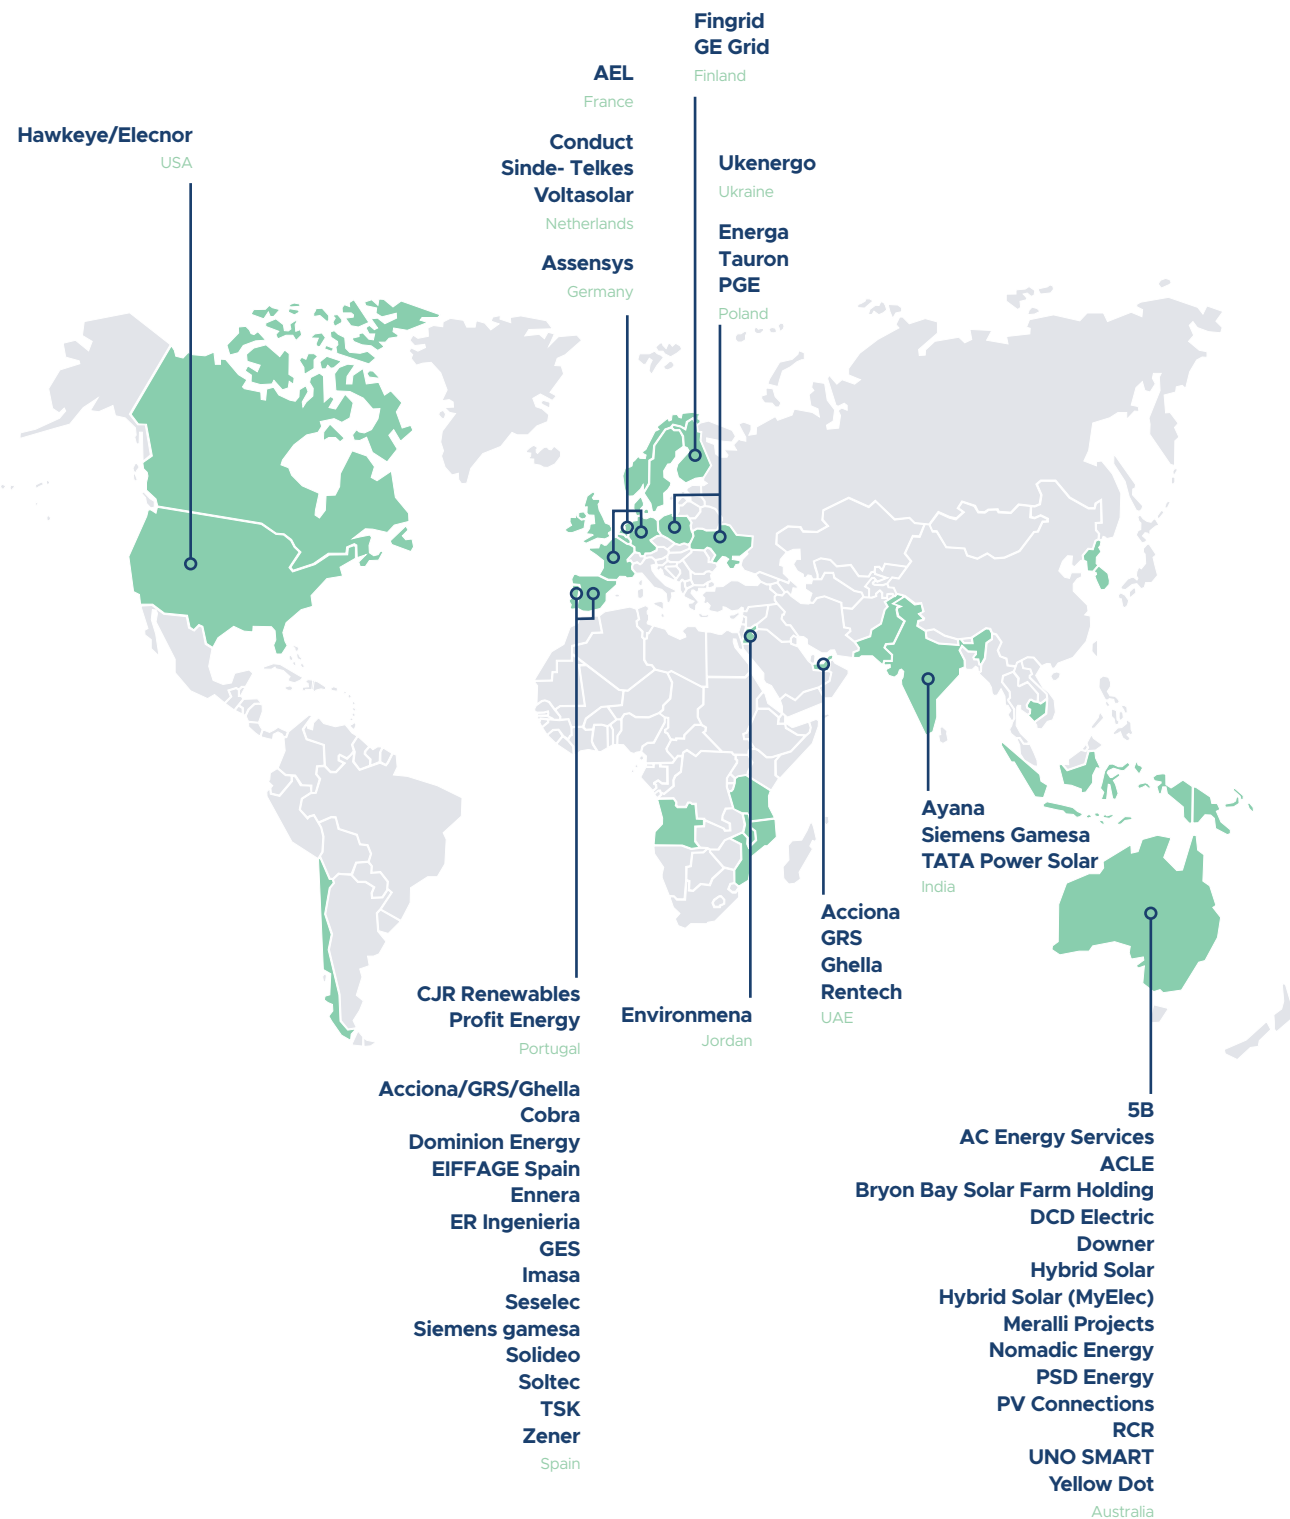 Fingrid
GE Grid
Finland
AEL
France
Hawkeye/Elecnor
USA
Conduct
Sinde- Telkes
Voltasolar
Netherlands
Ukenergo
Ukraine
Assensys
Germany
Energa
Tauron
PGE
Poland
Ayana
Siemens Gamesa
TATA Power Solar
India
Acciona
GRS
Ghella
Rentech
UAE
Environmena
Jordan
CJR Renewables
Profit Energy
Portugal
Acciona/GRS/Ghella
Cobra
Dominion Energy
EIFFAGE Spain
Ennera
ER Ingenieria
GES
Imasa
Seselec
Siemens gamesa
Solideo
Soltec
TSK
Zener
Spain
5B
AC Energy Services
ACLE
Bryon Bay Solar Farm Holding
DCD Electric
Downer
Hybrid Solar
Hybrid Solar (MyElec)
Meralli Projects
Nomadic Energy
PSD Energy
PV Connections
RCR
UNO SMART
Yellow Dot
Australia